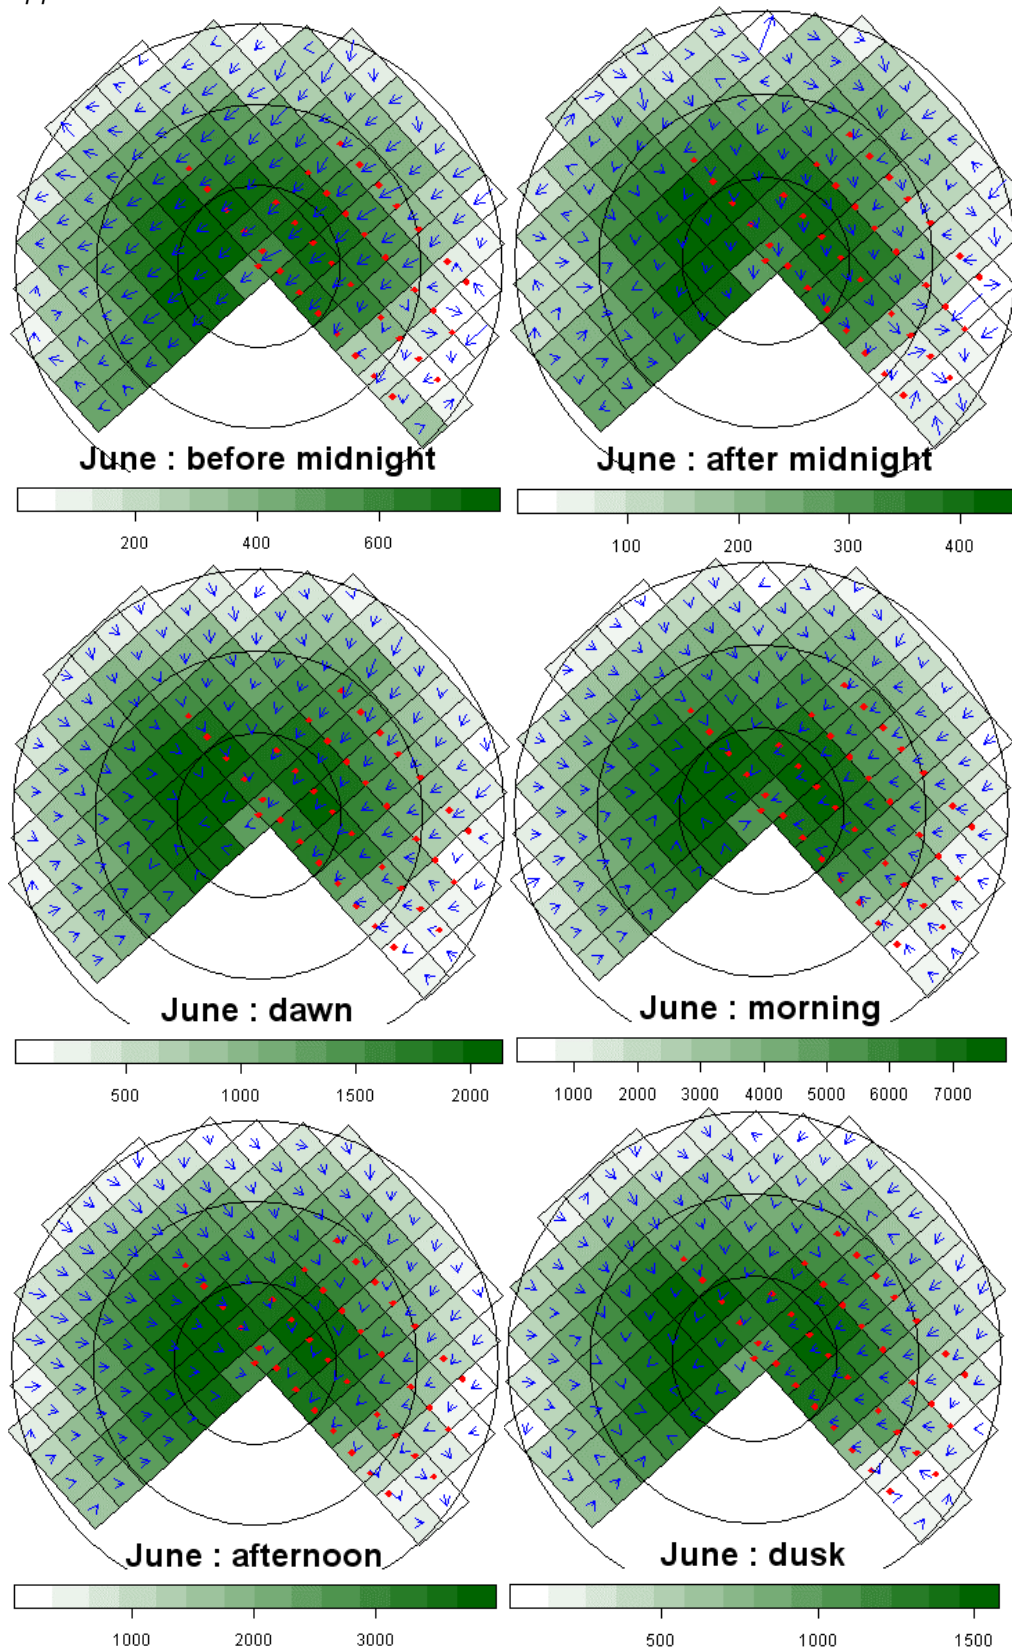 June : before midnight
June : after midnight
200 400 600
100 200 300 400
June : dawn
June : morning
500 1000 1500 2000
1000 2000 3000 4000 5000 6000 7000
June : afternoon
June : dusk
1000 2000 3000
500 1000 1500